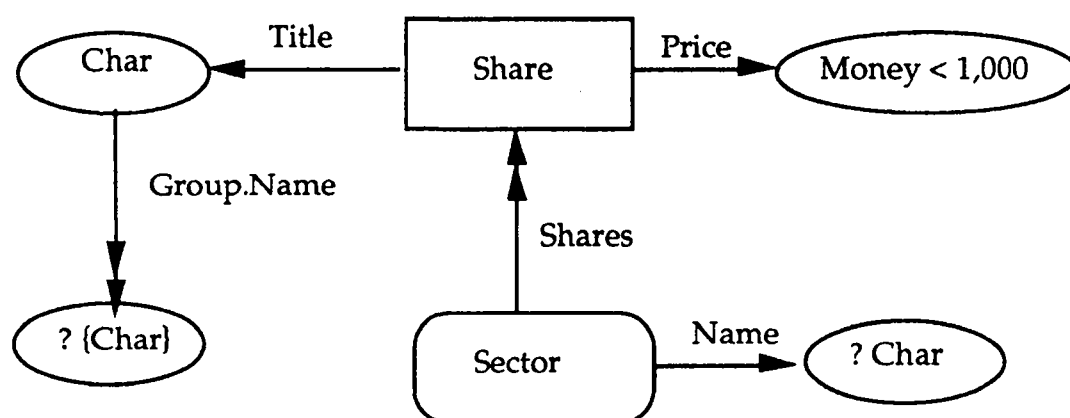 Char
Title
Share
Price
Money < 1,000
Group.Name
Shares
? {Char}
Sector
Name
? Char